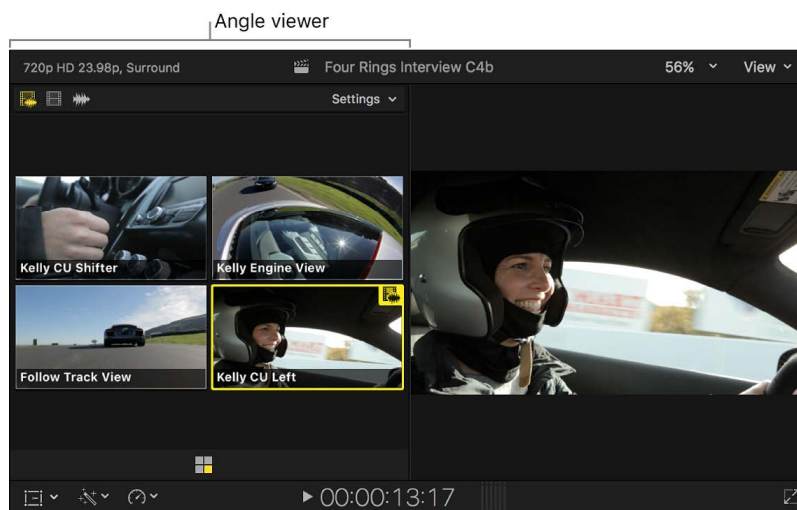 Angle viewer
720p HD 23.98p, Surround
Four Rings Interview C4b
56%
View
Settings
Kelly CU Shifter
Kelly Engine View
Follow Track View
Kelly CU Left
00:00:13:17